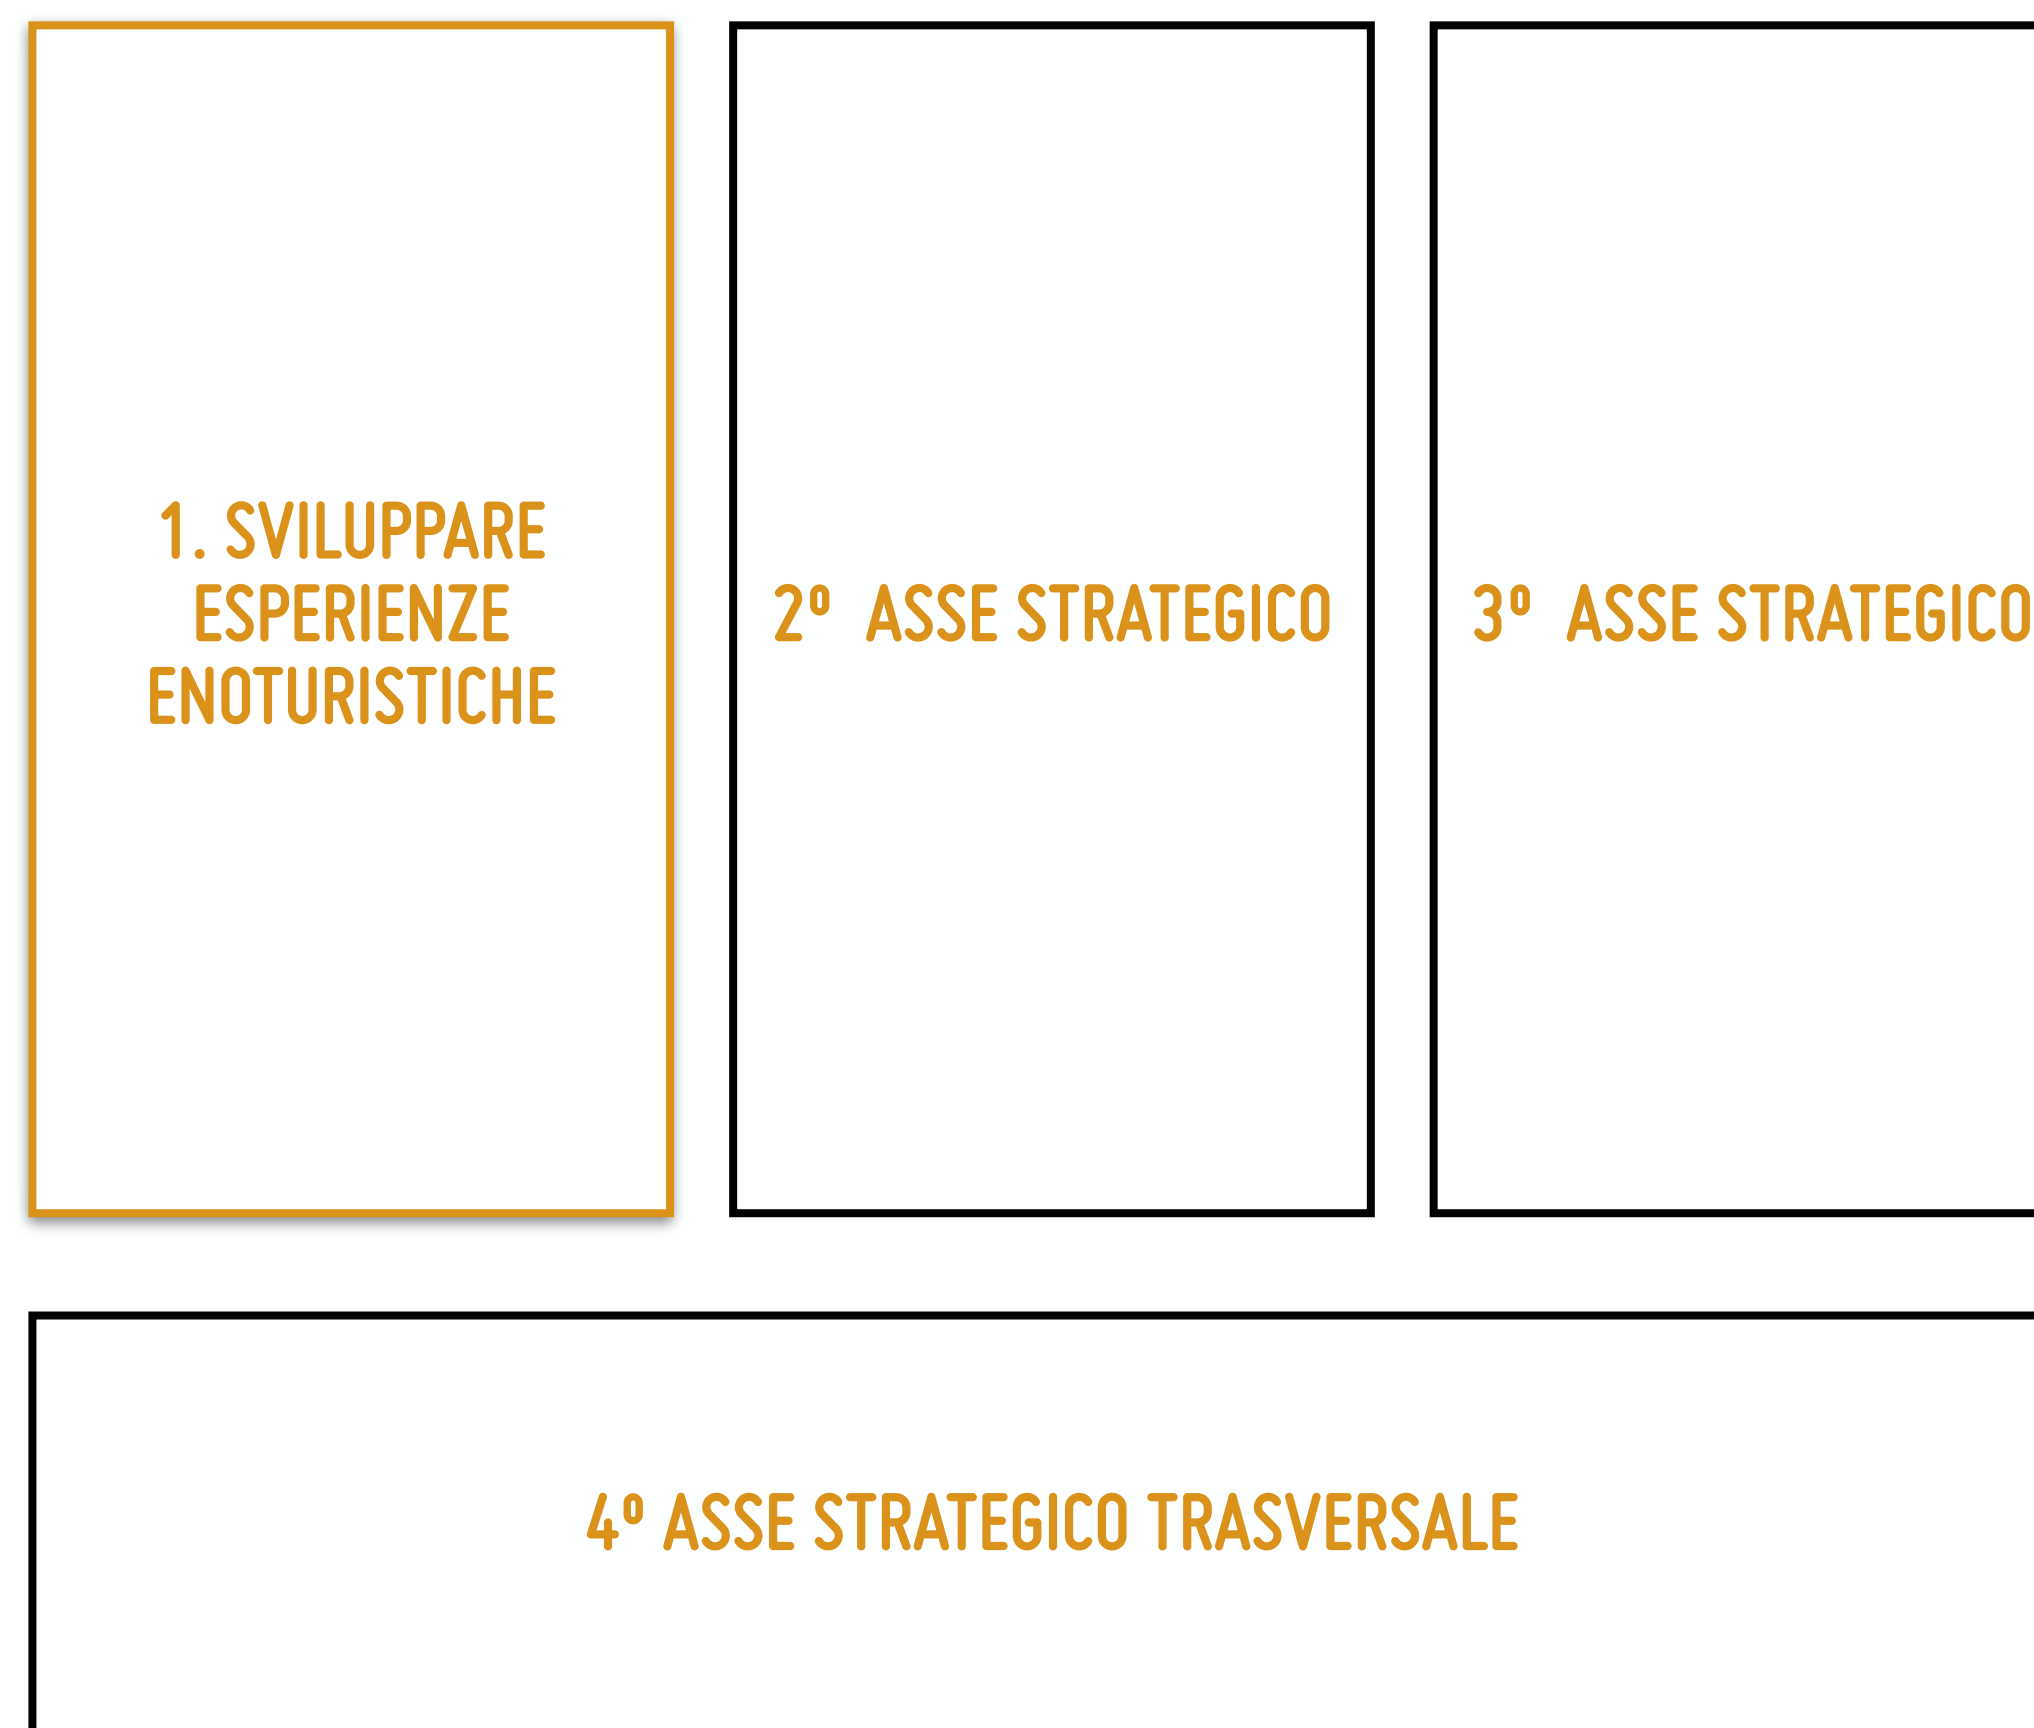 1. SVILUPPARE
ESPERIENZE
ENOTURISTICHE
2º ASSE STRATEGICO
3º ASSE STRATEGICO
4º ASSE STRATEGICO TRASVERSALE